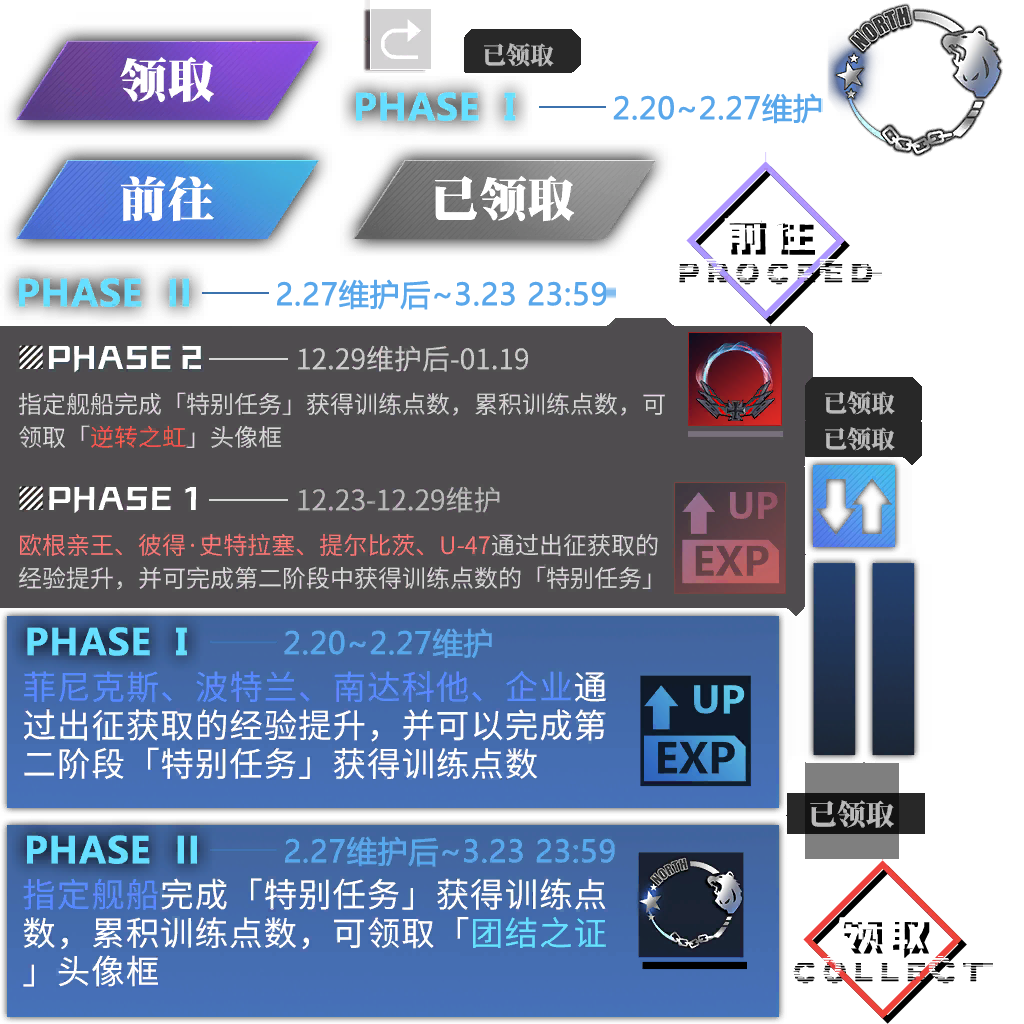 领取
已领取
NORTH
PHASE I
2.20~2.27维护
前往
已领取
前往
PROCEED
PHASE II
2.27维护后~3.23 23:59
PHASE 2
12.29维护后-01.19
指定舰船完成「特别任务」获得训练点数，累积训练点数，可
领取「逆转之虹」头像框
已领取
已领取
PHASE 1
12.23-12.29维护
欧根亲王、彼得·史特拉塞、提尔比茨、U-47通过出征获取的
经验提升，并可完成第二阶段中获得训练点数的「特别任务」
UP
EXP
PHASE I
2.20~2.27维护
菲尼克斯、波特兰、南达科他、企业通
过出征获取的经验提升，并可以完成第
二阶段「特别任务」获得训练点数
UP
EXP
已领取
PHASE II
2.27维护后~3.23 23:59
指定舰船完成「特别任务」获得训练点
数，累积训练点数，可领取「团结之证
」头像框
NORTH
领取
COLLECT